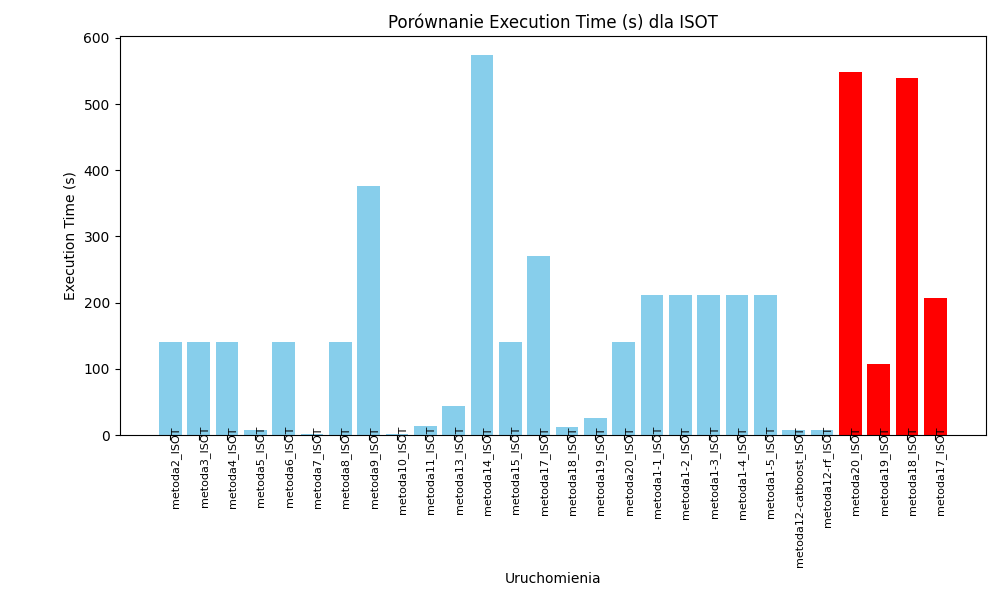 Porównanie Execution Time (s) dla ISOT
600
500
400
300
200
100
0
Execution Time (s)
metoda2_ISOT
metoda3_ISOT
metoda4_ISOT
metoda5_ISOT
metoda6_ISOT
metoda7_ISOT
metoda8_ISOT
metoda9_ISOT
metoda10_ISOT
metoda11_ISOT
metoda13_ISOT
metoda14_ISOT
metoda15_ISOT
metoda17_ISOT
metoda18_ISOT
metoda19_ISOT
metoda20_ISOT
metoda1-1_ISOT
metoda1-2_ISOT
metoda1-3_ISOT
metoda1-4_ISOT
metoda1-5_ISOT
metoda12-catboost_ISOT
metoda12-rf_ISOT
metoda20_ISOT
metoda19_ISOT
metoda18_ISOT
metoda17_ISOT
Uruchomienia